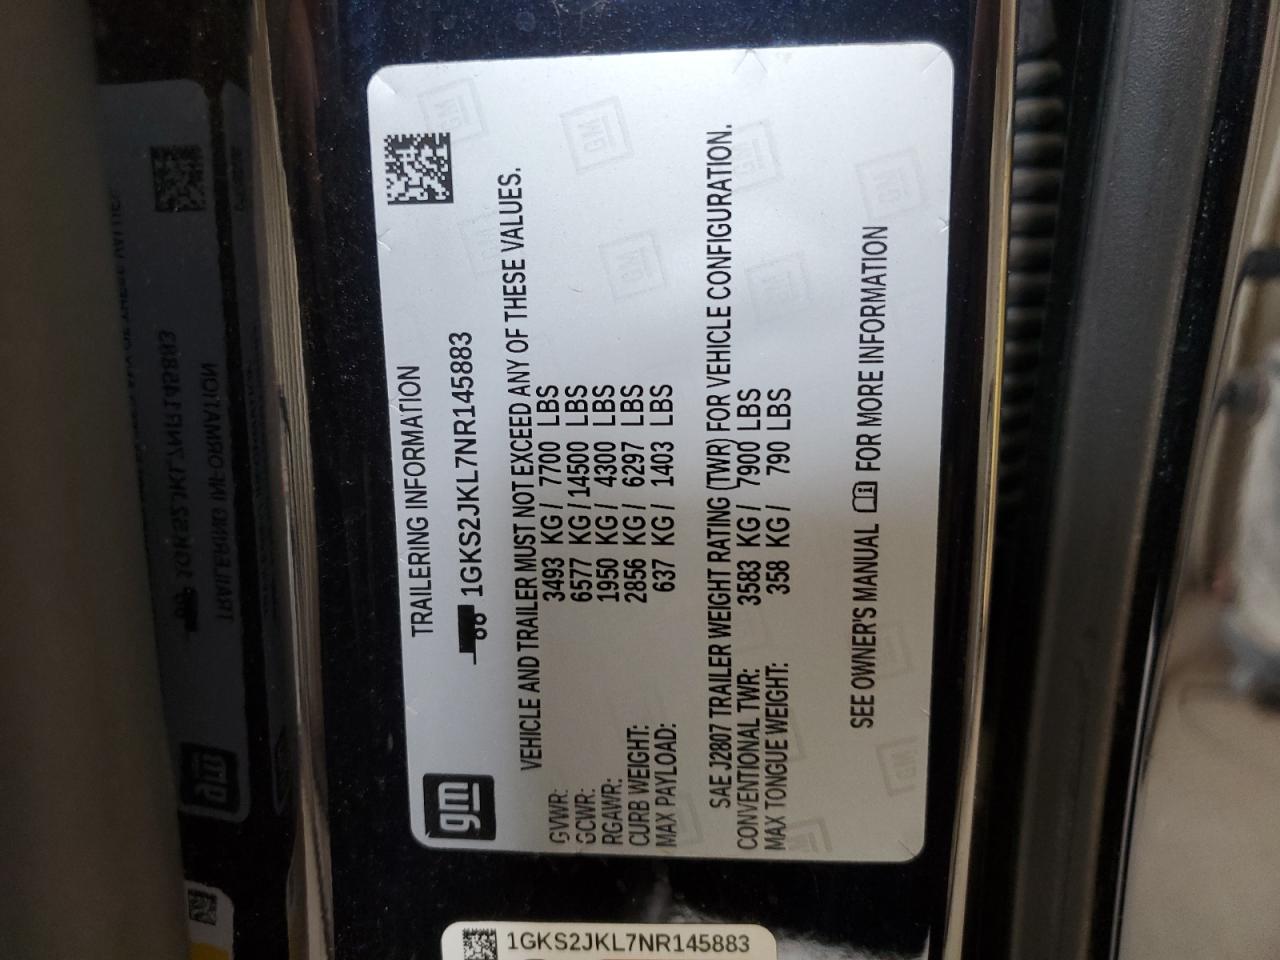 TRAILERING INFORMATION
1GKS2JKL7NR145883
gm
VEHICLE AND TRAILER MUST NOT EXCEED ANY OF THESE VALUES.
GVWR: 3493 KG / 7700 LBS
GCWR: 6577 KG / 14500 LBS
RGAWR: 1950 KG / 4300 LBS
CURB WEIGHT: 2856 KG / 6297 LBS
MAX PAYLOAD: 637 KG / 1403 LBS
SAE J2807 TRAILER WEIGHT RATING (TWR) FOR VEHICLE CONFIGURATION.
CONVENTIONAL TWR: 3583 KG / 7900 LBS
MAX TONGUE WEIGHT: 358 KG / 790 LBS
SEE OWNER'S MANUAL FOR MORE INFORMATION
1GKS2JKL7NR145883